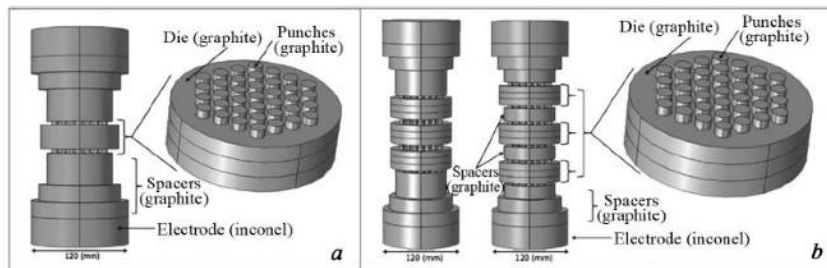 Die (graphite)
Punches
(graphite)
Spacers
(graphite)
Electrode (inconel)
120 (mm)
a
Die (graphite)
Punches
(graphite)
Spacers
(graphite)
Spacers
(graphite)
Electrode (inconel)
120 (mm)
120 (mm)
b